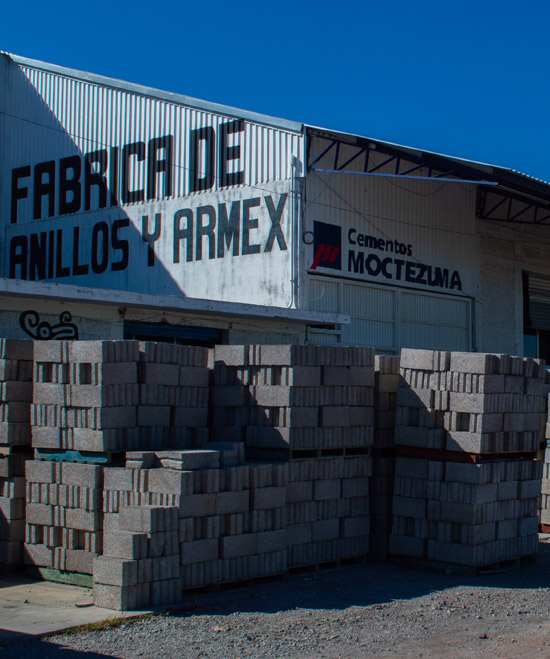 FABRICA DE
ANILLOS Y ARMEX
Cementos
MOCTEZUMA